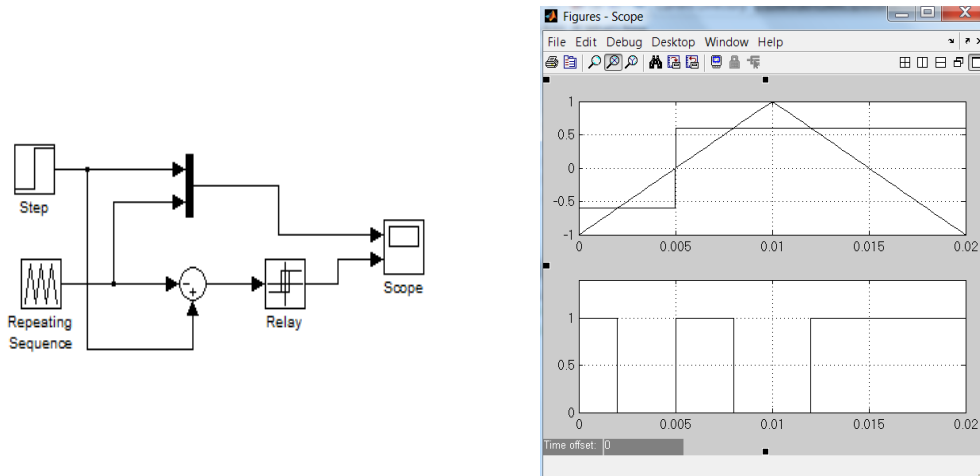 Step
Repeating
Sequence
-
+
Relay
Scope
Figures - Scope
File Edit Debug Desktop Window Help
1
0.5
0
-0.5
-1
0 0.005 0.01 0.015 0.02
1
0.5
0
0 0.005 0.01 0.015 0.02
Time offset: 0